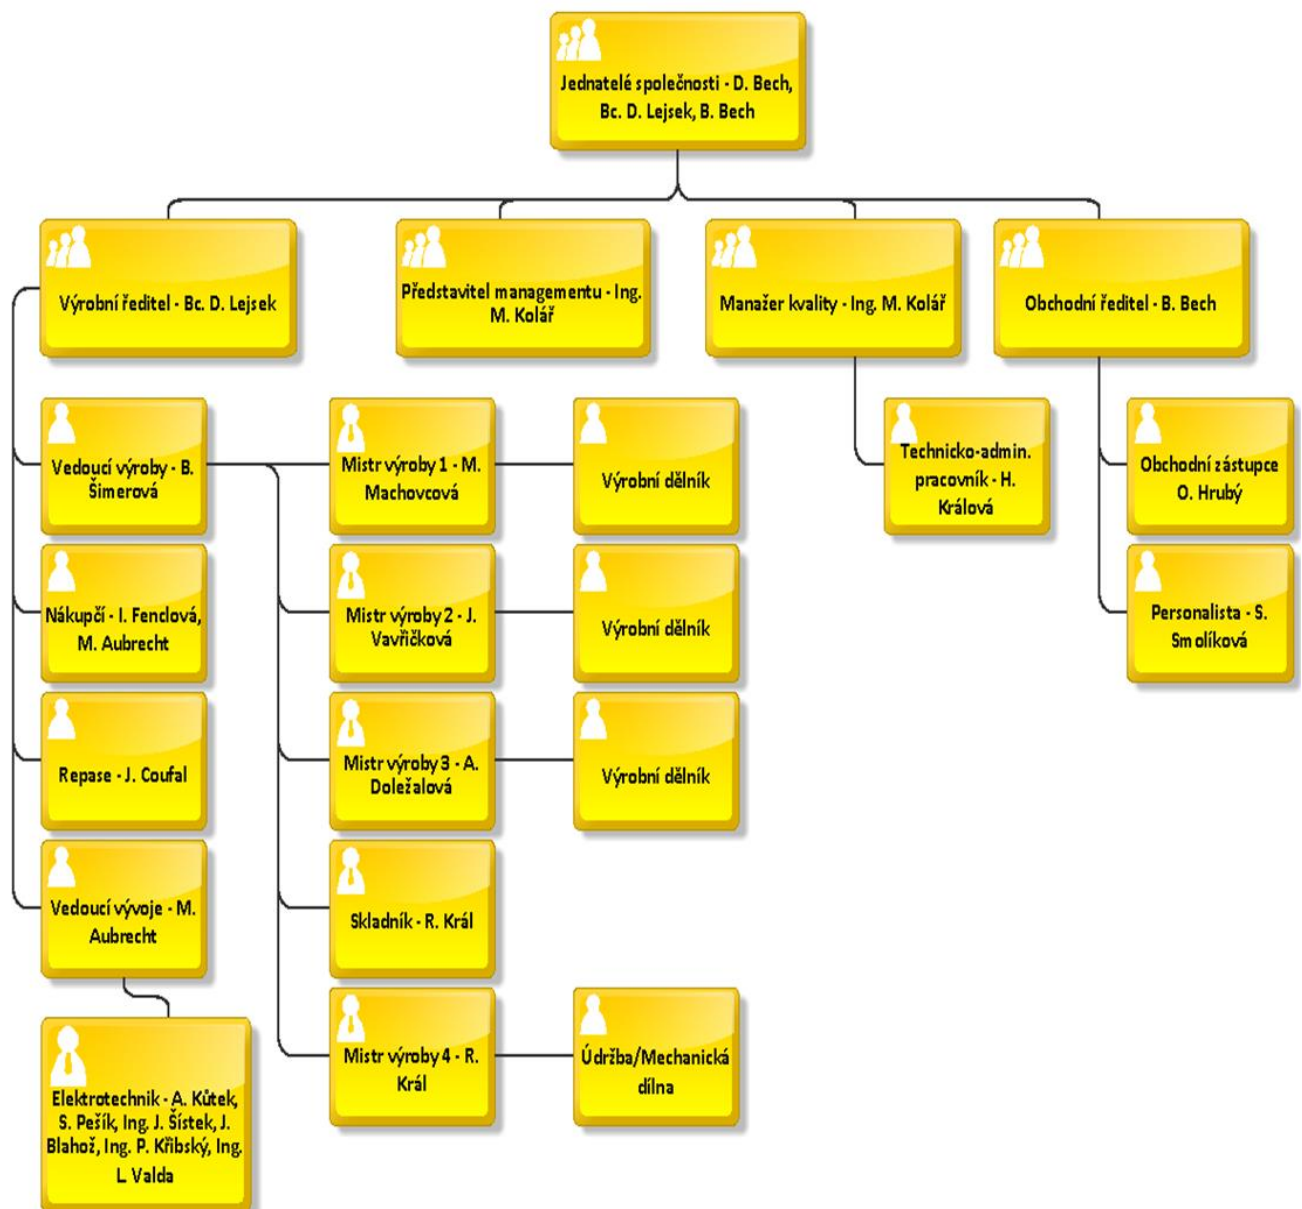 Jednatelé společnosti - D. Bech,
Bc. D. Lejsek, B. Bech
Výrobní ředitel - Bc. D. Lejsek
Představitel managementu - Ing.
M. Kolář
Manažer kvality - Ing. M. Kolář
Obchodní ředitel - B. Bech
Vedoucí výroby - B.
Šimerová
Mistr výroby 1 - M.
Machovcová
Výrobní dělník
Technicko-admin.
pracovník - H.
Králová
Obchodní zástupce
O. Hrubý
Nákupčí - I. Fenclová,
M. Aubrecht
Mistr výroby 2 - J.
Vavřičková
Výrobní dělník
Personalista - S.
Smolíková
Repase - J. Coufal
Mistr výroby 3 - A.
Doležalová
Výrobní dělník
Vedoucí vývoje - M.
Aubrecht
Skladník - R. Král
Mistr výroby 4 - R.
Král
Údržba/Mechanická
dílna
Elektrotechnik - A. Kůtek,
S. Pešík, Ing. J. Šístek, J.
Blahož, Ing. P. Křibský, Ing.
L. Valda